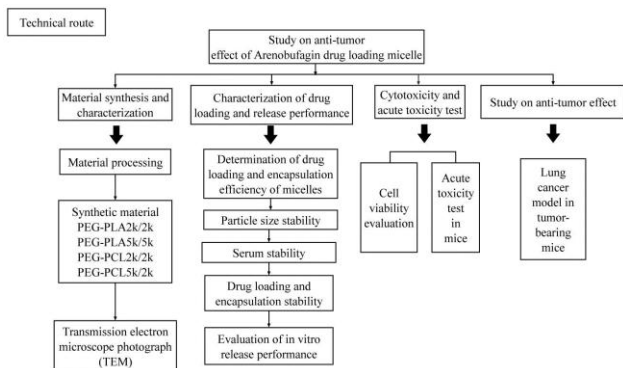 Technical route
Study on anti-tumor
effect of Arenobufagin drug loading micelle
Material synthesis and
characterization
Characterization of drug
loading and release performance
Cytotoxicity and
acute toxicity test
Study on anti-tumor effect
Material processing
Synthetic material
PEG-PLA2k/2k
PEG-PLA5k/5k
PEG-PCL2k/2k
PEG-PCL5k/2k
Transmission electron
microscope photograph
(TEM)
Determination of drug
loading and encapsulation
efficiency of micelles
Particle size stability
Serum stability
Drug loading and
encapsulation stability
Evaluation of in vitro
release performance
Cell
viability
evaluation
Acute
toxicity
test
in
mice
Lung
cancer
model in
tumor-
bearing
mice